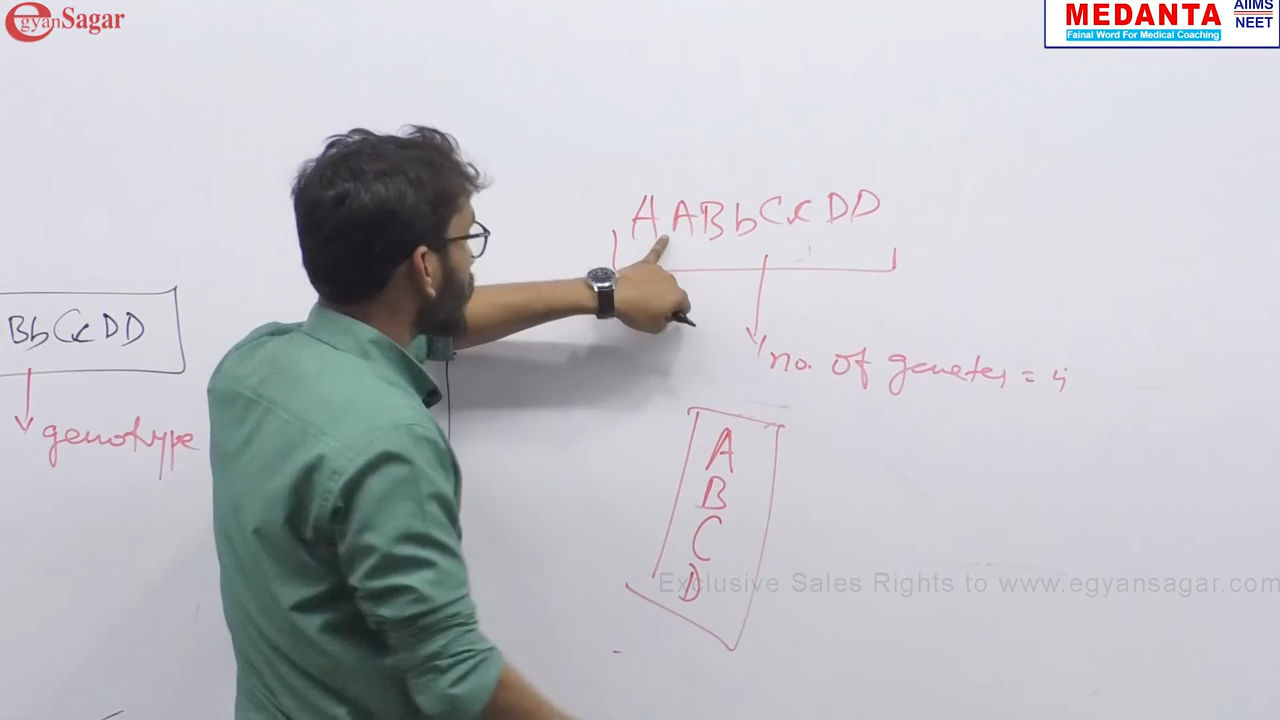 egyanSagar
MEDANTA
Fainal Word For Medical Coaching
AIIMS
NEET
AABbCcDD
BbCcDD
genotype
no. of gametes = 4
A
B
C
D
Exclusive Sales Rights to www.egyansagar.com